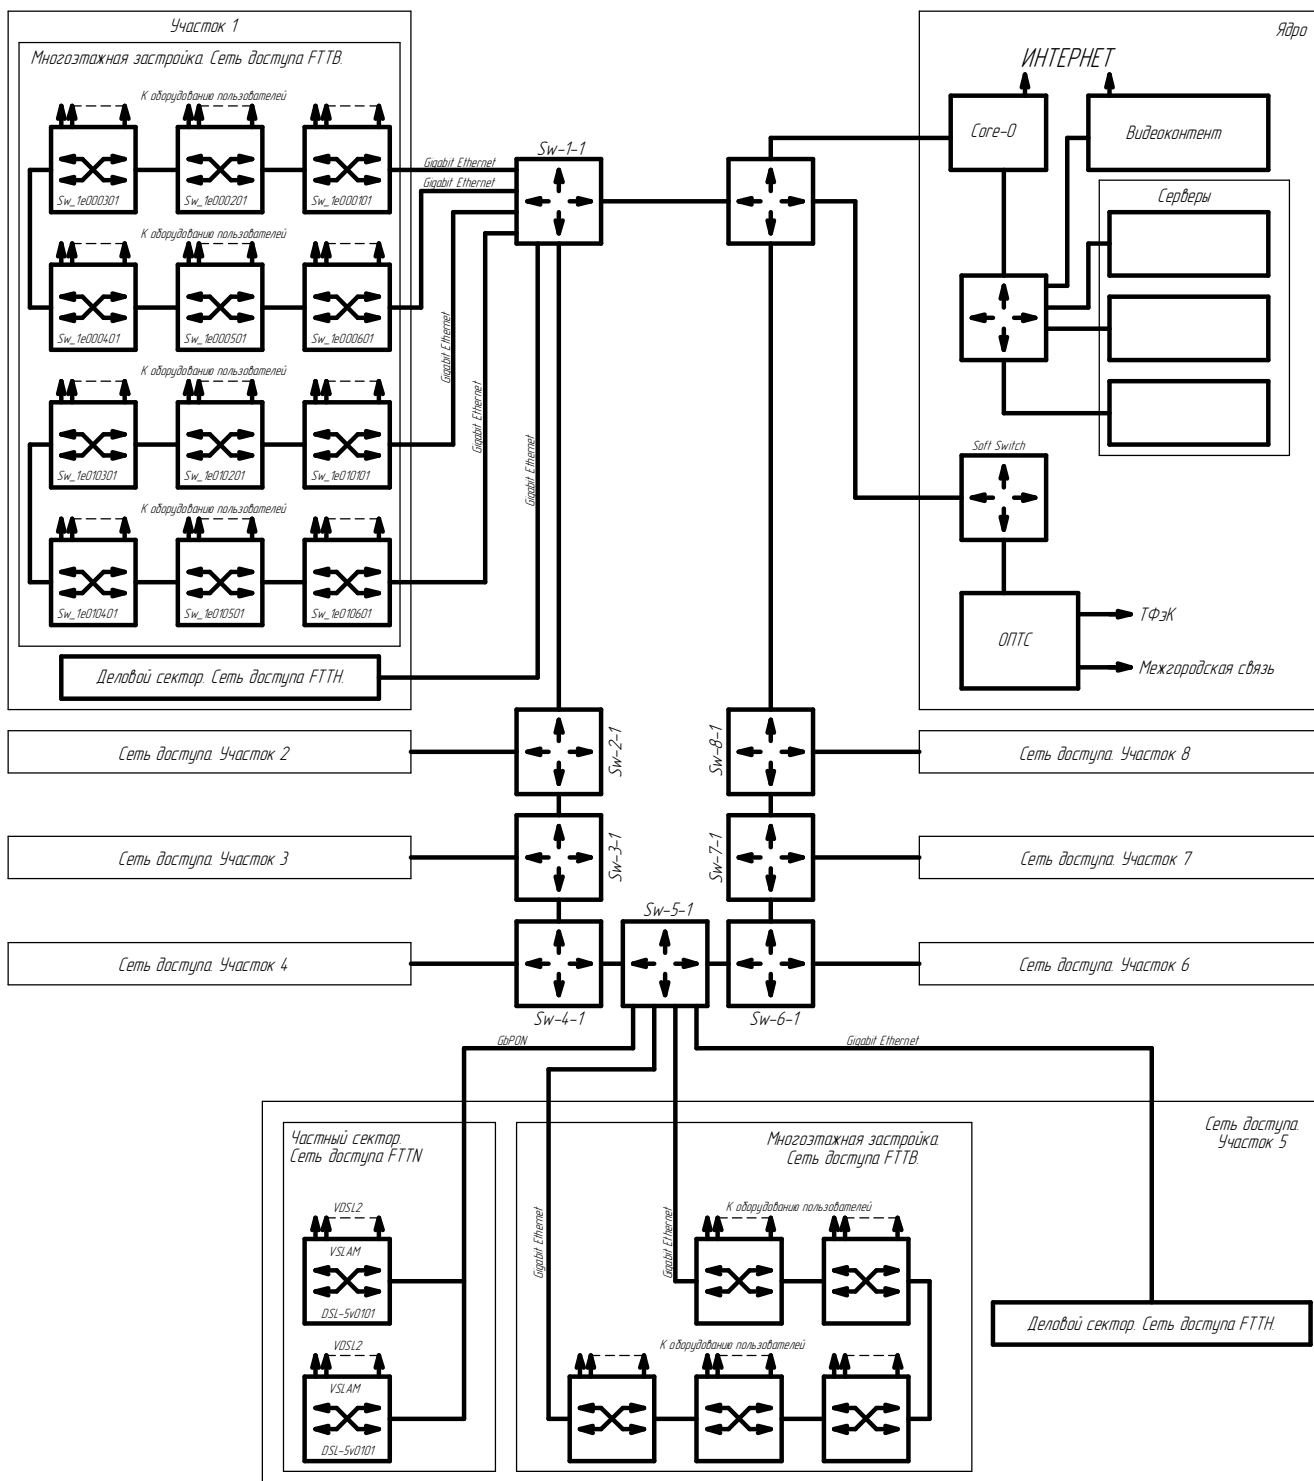 Участок 1
Многоэтажная застройка. Сеть доступа FTTB.
К оборудованию пользователей
Sw_1e000301
Sw_1e000201
Sw_1e000101
К оборудованию пользователей
Sw_1e000401
Sw_1e000501
Sw_1e000601
К оборудованию пользователей
Sw_1e010301
Sw_1e010201
Sw_1e010101
К оборудованию пользователей
Sw_1e010401
Sw_1e010501
Sw_1e010601
Деловой сектор. Сеть доступа FTTH.
Gigabit Ethernet
Gigabit Ethernet
Gigabit Ethernet
Gigabit Ethernet
Gigabit Ethernet
Sw-1-1
Ядро
ИНТЕРНЕТ
Core-0
Видеоконтент
Серверы
Soft Switch
ОПТС
ТФэК
Межгородская связь
Сеть доступа. Участок 2
Sw-2-1
Sw-8-1
Сеть доступа. Участок 8
Сеть доступа. Участок 3
Sw-3-1
Sw-7-1
Сеть доступа. Участок 7
Sw-5-1
Сеть доступа. Участок 4
Сеть доступа. Участок 6
Sw-4-1
Sw-6-1
GbPON
Gigabit Ethernet
Сеть доступа.
Участок 5
Частный сектор.
Сеть доступа FTTN
VDSL2
VSLAM
DSL-5v0101
VDSL2
VSLAM
DSL-5v0101
Многоэтажная застройка.
Сеть доступа FTTB.
Gigabit Ethernet
Gigabit Ethernet
К оборудованию пользователей
К оборудованию пользователей
Деловой сектор. Сеть доступа FTTH.